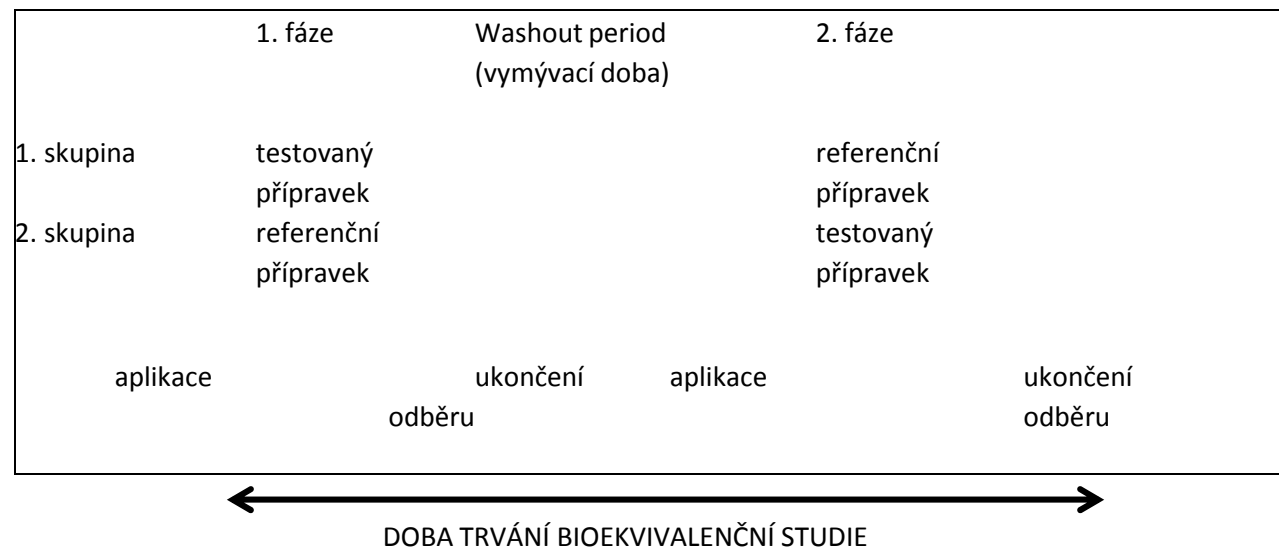 1. fáze Washout period 2. fáze
(vymývací doba)
1. skupina testovaný referenční
přípravek přípravek
2. skupina referenční testovaný
přípravek přípravek
aplikace ukončení aplikace ukončení
odběru odběru
DOBA TRVÁNÍ BIOEKVIVALENČNÍ STUDIE